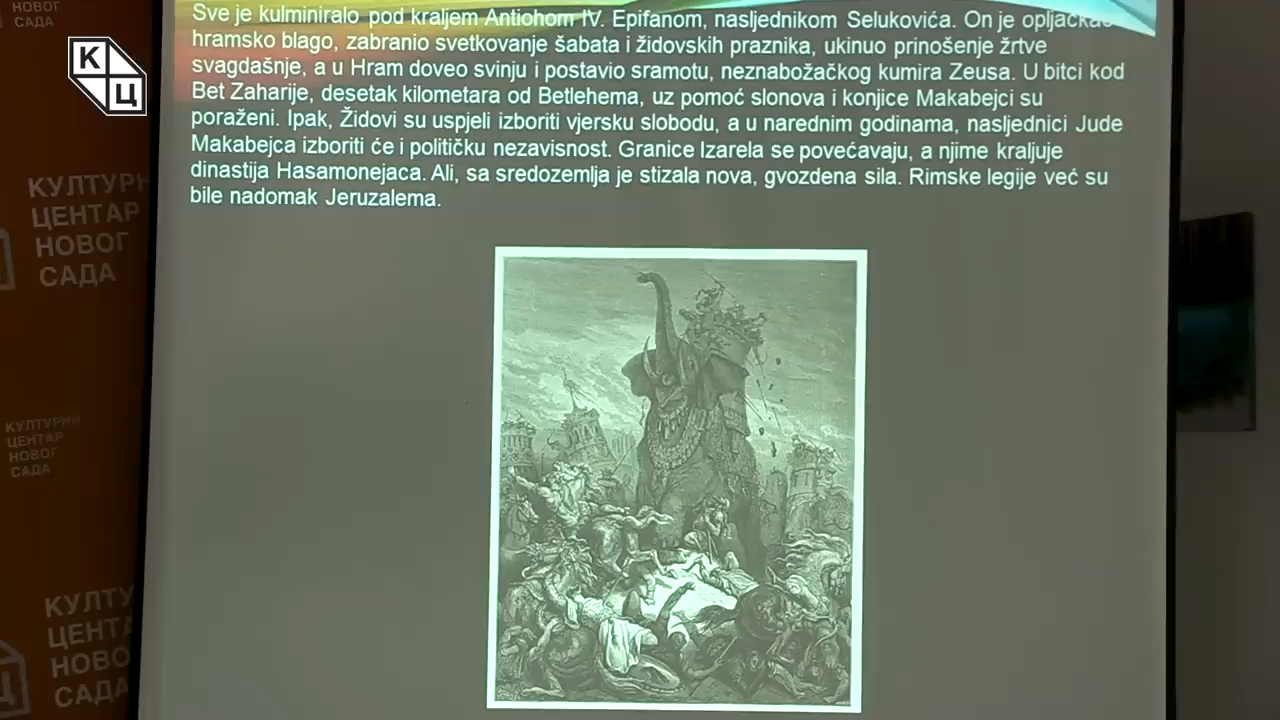 Sve je kulminiralo pod kraljem Antiohom IV. Epifanom, nasljednikom Selukovića. On je opljačkao
hramsko blago, zabranio svetkovanje šabata i židovskih praznika, ukinuo prinošenje žrtve
svagdašnje, a u Hram doveo svinju i postavio sramotu, neznabožačkog kumira Zeusa. U bitci kod
Bet Zaharije, desetak kilometara od Betlehema, uz pomoć slonova i konjice Makabejci su
poraženi. Ipak, Židovi su uspjeli izboriti vjersku slobodu, a u narednim godinama, nasljednici Jude
Makabejca izboriti će i političku nezavisnost. Granice Izarela se povećavaju, a njime kraljuje
dinastija Hasamonejaca. Ali, sa sredozemlja je stizala nova, gvozdena sila. Rimske legije već su
bile nadomak Jeruzalema.
НОВОГ
САДА
К
Ц
КУЛТУРН
ЦЕНТАР
НОВОГ
САДА
КУЛТУРНИ
ЦЕНТАР
НОВОГ
САДА
КУЛТУ
ЦЕНТА
НОВО
САДА
Ц